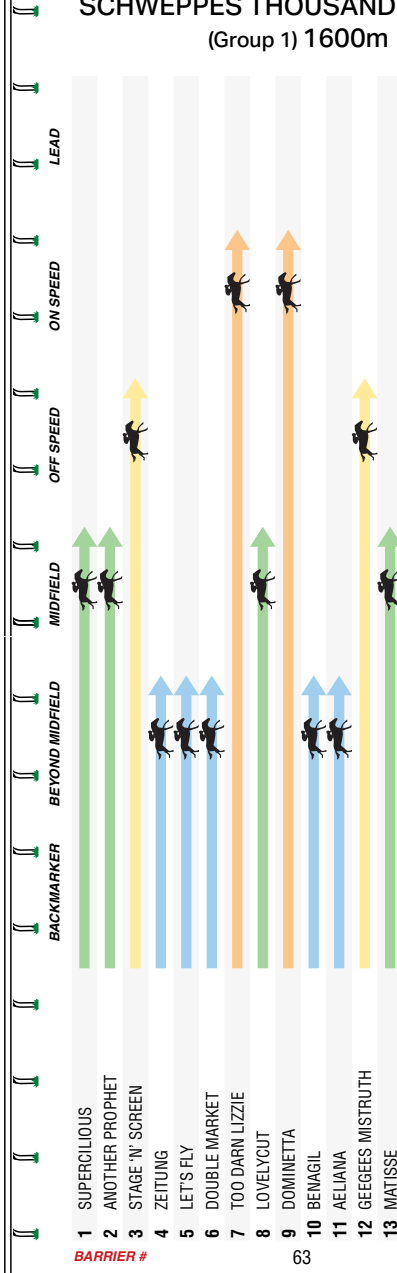 SCHWEPPES THOUSAND
(Group 1) 1600m
LEAD
ON SPEED
OFF SPEED
MIDFIELD
BEYOND MIDFIELD
BACKMARKER
1 SUPERCILIOUS
2 ANOTHER PROPHET
3 STAGE 'N' SCREEN
4 ZEITUNG
5 LET'S FLY
6 DOUBLE MARKET
7 TOO DARN LIZZIE
8 LOVELYCUT
9 DOMINETTA
10 BENAGIL
11 AELIANA
12 GEEGEES MISTRUTH
13 MATISSE
BARRIER #
63